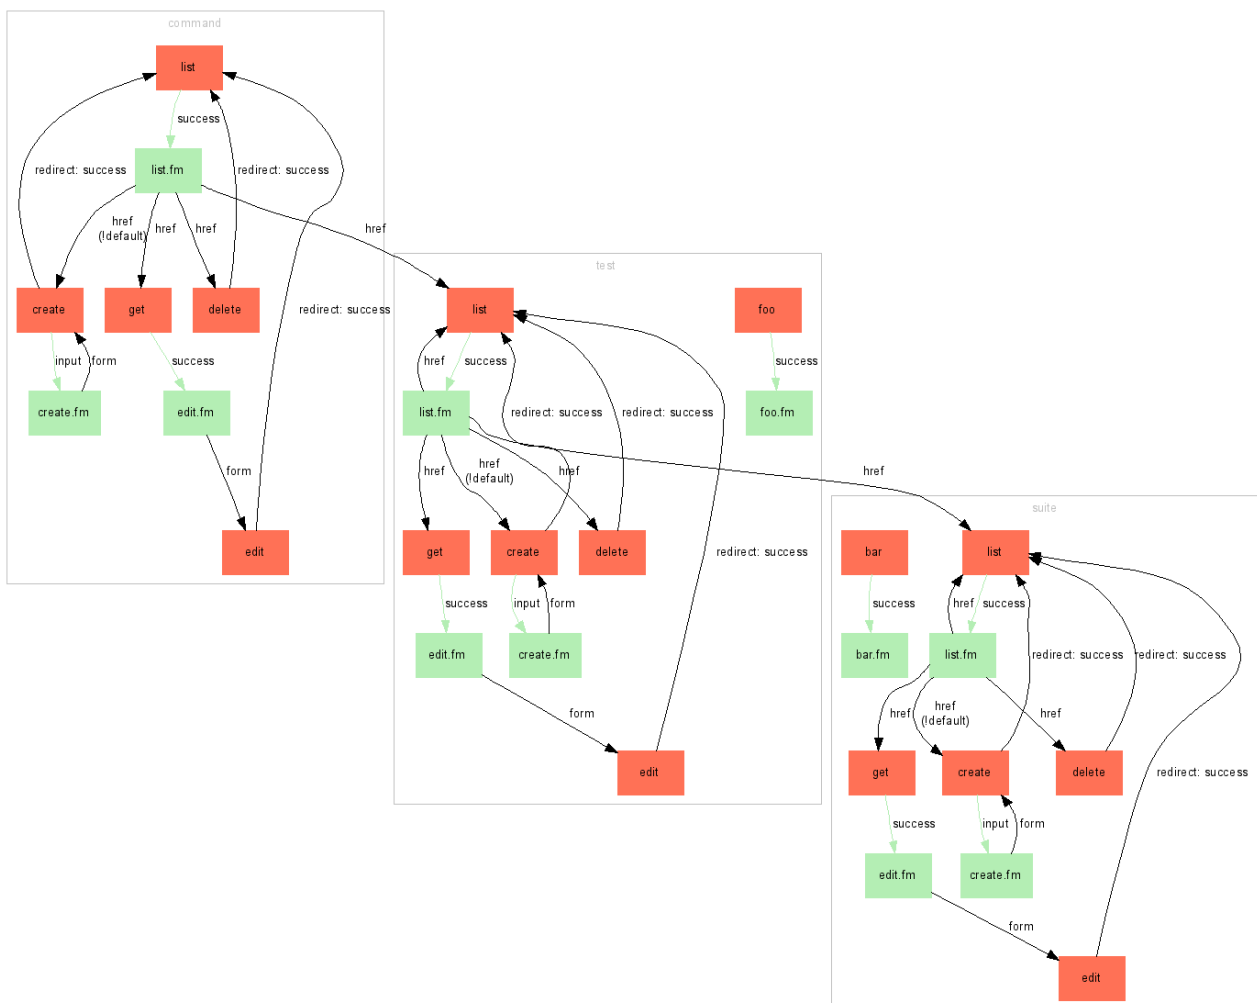 command
list
success
list.fm
redirect: success
redirect: success
href
(!default)
href
href
href
create
get
delete
redirect: success
input
form
success
create.fm
edit.fm
form
edit
test
list
foo
href
success
success
list.fm
foo.fm
redirect: success
redirect: success
href
href
(!default)
href
href
get
create
delete
redirect: success
success
input
form
edit.fm
create.fm
form
edit
suite
bar
list
success
href
success
bar.fm
list.fm
redirect: success
redirect: success
href
href
(!default)
href
get
create
delete
redirect: success
success
input
form
edit.fm
create.fm
form
edit